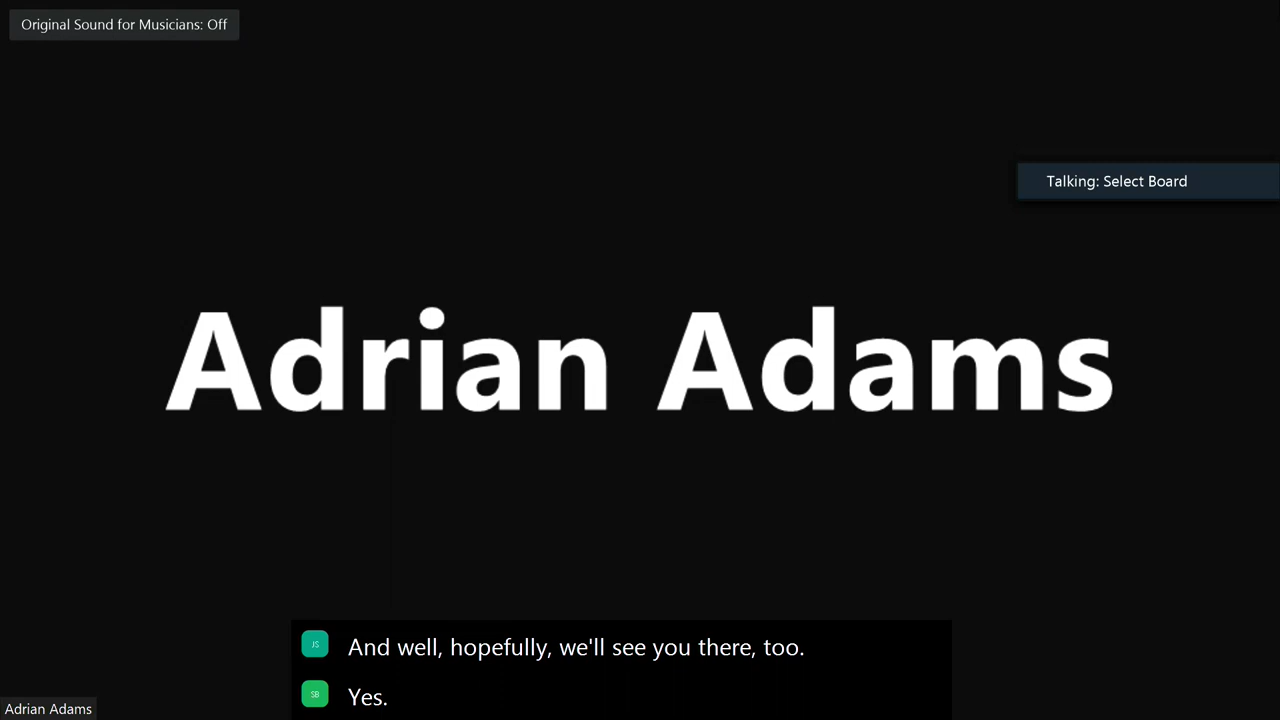 Original Sound for Musicians: Off
Talking: Select Board
Adrian Adams
JS And well, hopefully, we'll see you there, too.
SB Yes.
Adrian Adams